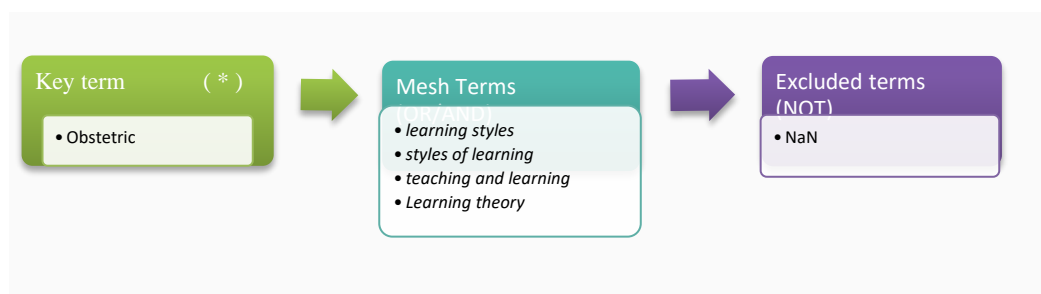 Key term ( * )
• Obstetric
Mesh Terms
(OR/AND)
• learning styles
• styles of learning
• teaching and learning
• Learning theory
Excluded terms
(NOT)
• NaN